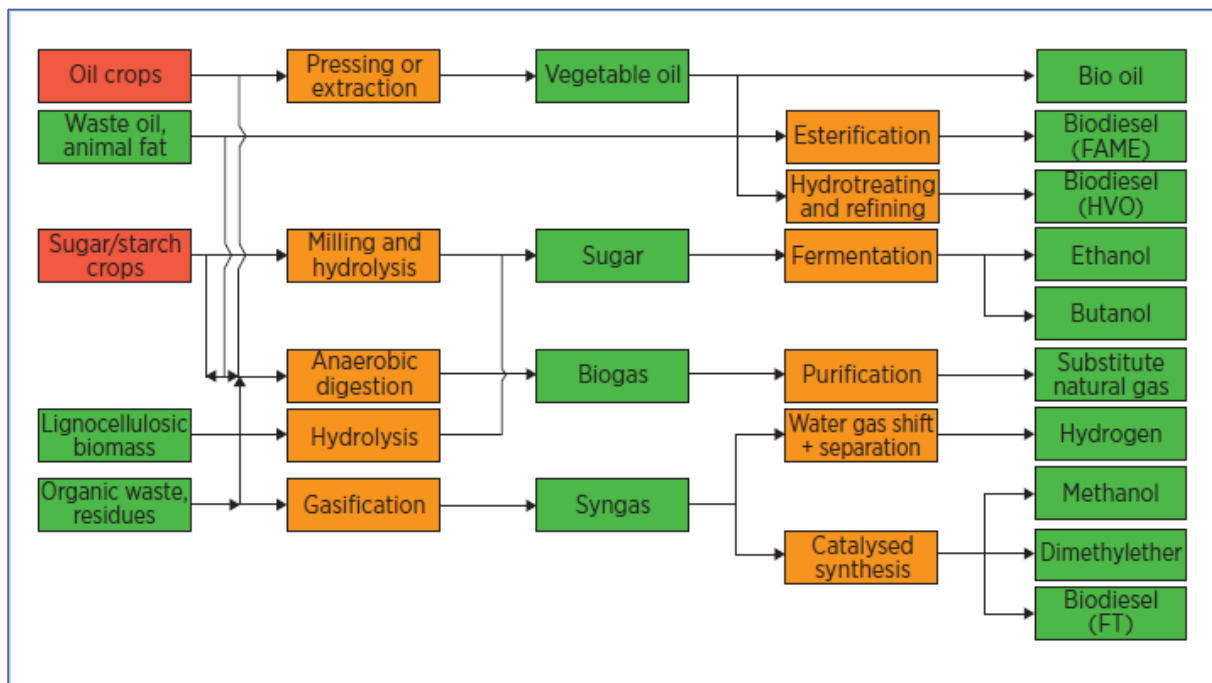 Oil crops
Pressing or
extraction
Vegetable oil
Bio oil
Waste oil,
animal fat
Esterification
Biodiesel
(FAME)
Hydrotreating
and refining
Biodiesel
(HVO)
Sugar/starch
crops
Milling and
hydrolysis
Sugar
Fermentation
Ethanol
Butanol
Anaerobic
digestion
Biogas
Purification
Substitute
natural gas
Lignocellulosic
biomass
Hydrolysis
Water gas shift
+ separation
Hydrogen
Organic waste,
residues
Gasification
Syngas
Methanol
Catalysed
synthesis
Dimethylether
Biodiesel
(FT)